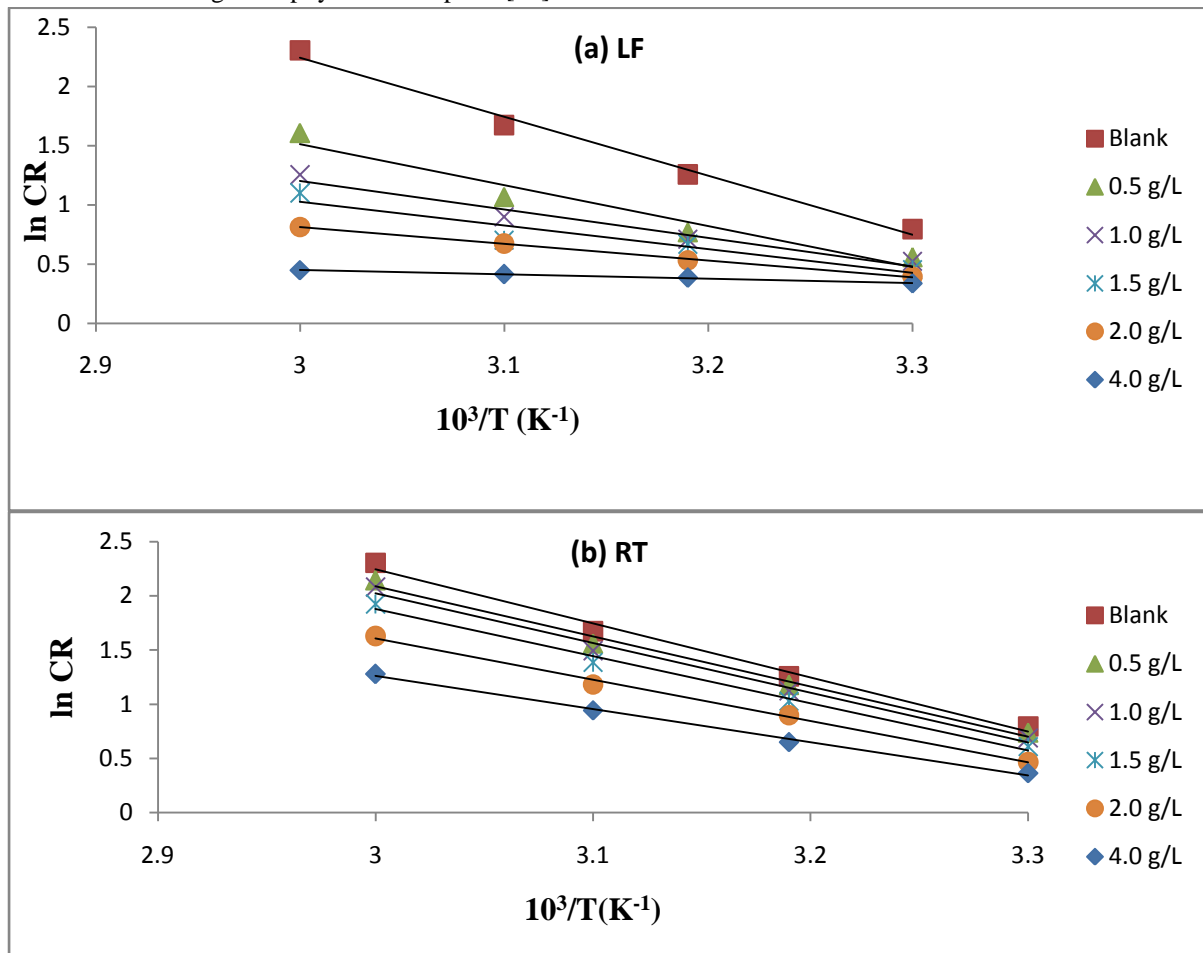 (a) LF
2.5
2
1.5
1
0.5
0
2.9
3
3.1
3.2
3.3
ln CR
10³/T (K⁻¹)
Blank
0.5 g/L
1.0 g/L
1.5 g/L
2.0 g/L
4.0 g/L
(b) RT
2.5
2
1.5
1
0.5
0
2.9
3
3.1
3.2
3.3
ln CR
10³/T(K⁻¹)
Blank
0.5 g/L
1.0 g/L
1.5 g/L
2.0 g/L
4.0 g/L